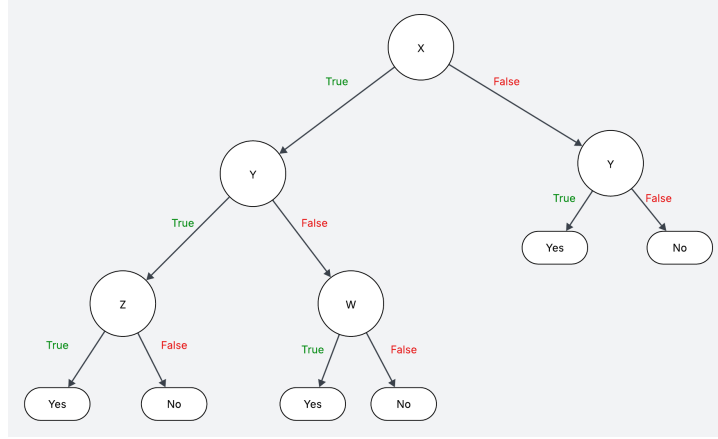 X
True
False
Y
Y
True
False
True
False
Yes
No
Z
W
True
False
True
False
Yes
No
Yes
No